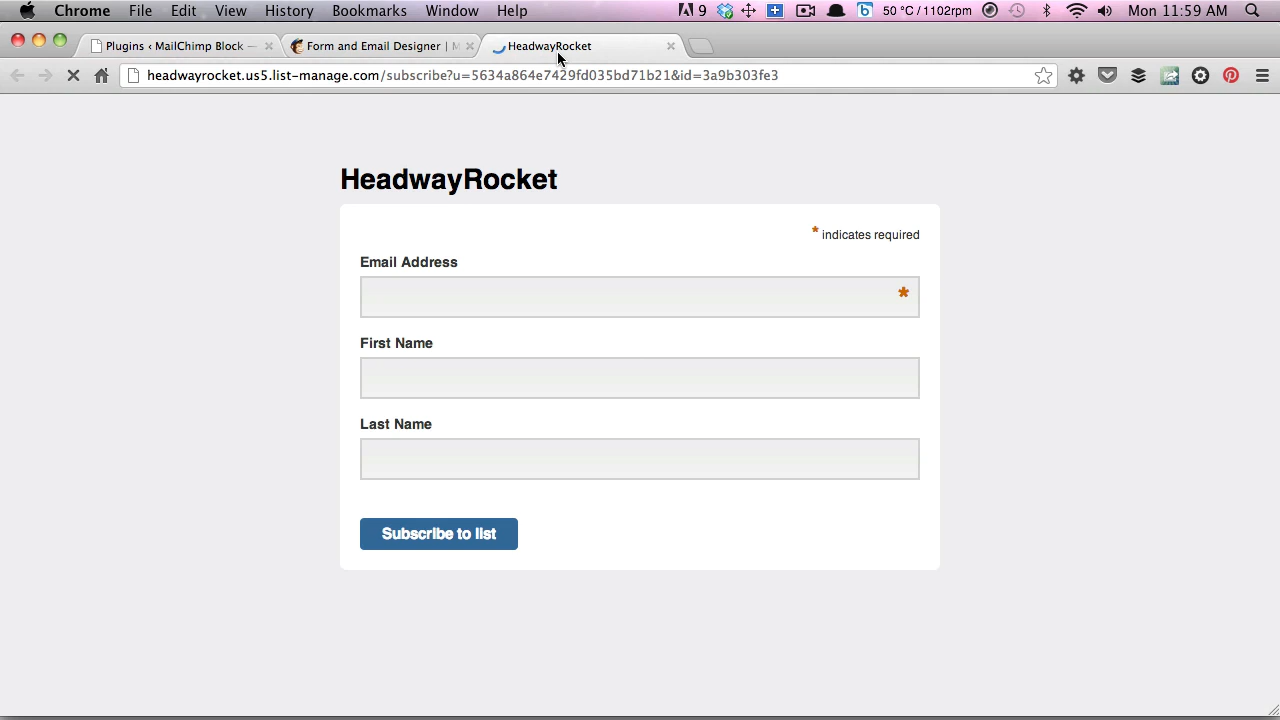 Chrome File Edit View History Bookmarks Window Help 9 50 °C / 1102rpm Mon 11:59 AM
Plugins ‹ MailChimp Block — Form and Email Designer | M HeadwayRocket
headwayrocket.us5.list-manage.com/subscribe?u=5634a864e7429fd035bd71b21&id=3a9b303fe3
HeadwayRocket
* indicates required
Email Address
*
First Name
Last Name
Subscribe to list